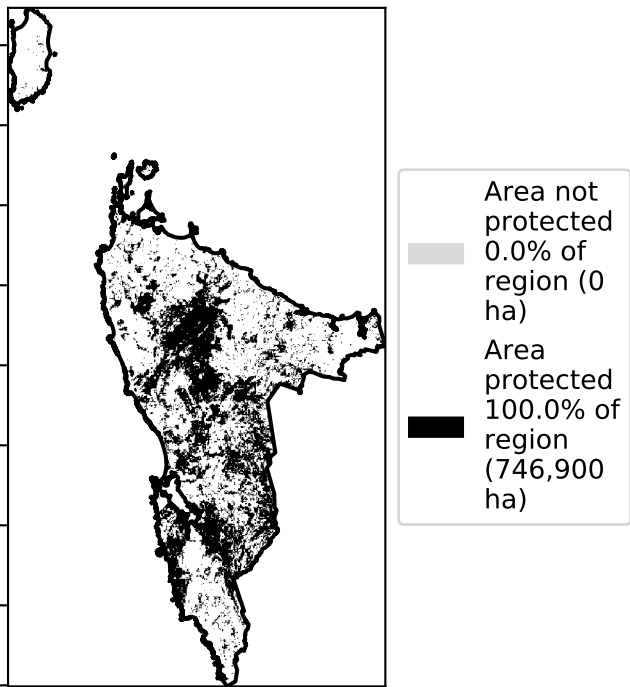 Area not
protected
0.0% of
region (0
ha)
Area
protected
100.0% of
region
(746,900
ha)